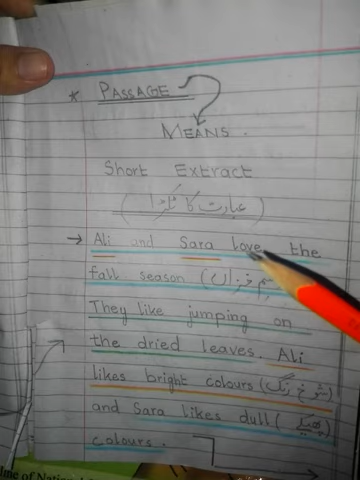 * PASSAGE
MEANS.
Short Extract
(عبارت کا ٹکڑا)
→ Ali and Sara love the
fall season (موسم خزاں)
They like jumping on
the dried leaves. Ali
likes bright colours (شوخ رنگ)
and Sara likes dull (پھیکے)
colours.